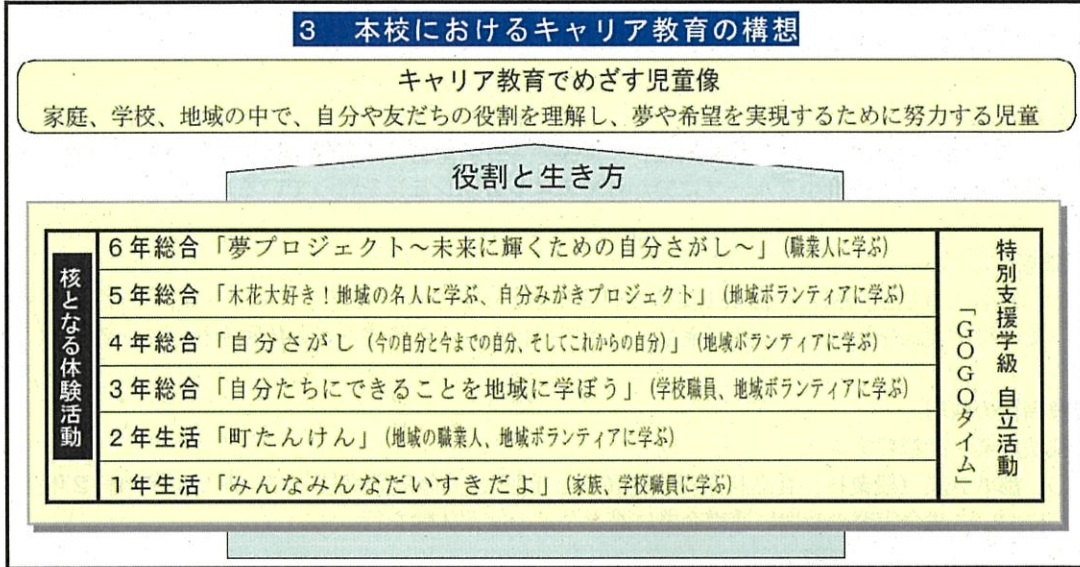 3 本校におけるキャリア教育の構想
キャリア教育でめざす児童像
家庭、学校、地域の中で、自分や友だちの役割を理解し、夢や希望を実現するために努力する児童
役割と生き方
核となる体験活動
6年総合「夢プロジェクト～未来に輝くための自分さがし～」(職業人に学ぶ)
5年総合「木花大好き！地域の名人に学ぶ、自分みがきプロジェクト」(地域ボランティアに学ぶ)
4年総合「自分さがし(今の自分と今までの自分、そしてこれからの自分)」(地域ボランティアに学ぶ)
3年総合「自分たちにできることを地域に学ぼう」(学校職員、地域ボランティアに学ぶ)
2年生活「町たんけん」(地域の職業人、地域ボランティアに学ぶ)
1年生活「みんなみんなだいすきだよ」(家族、学校職員に学ぶ)
特別支援学級 自立活動
「GOGOタイム」